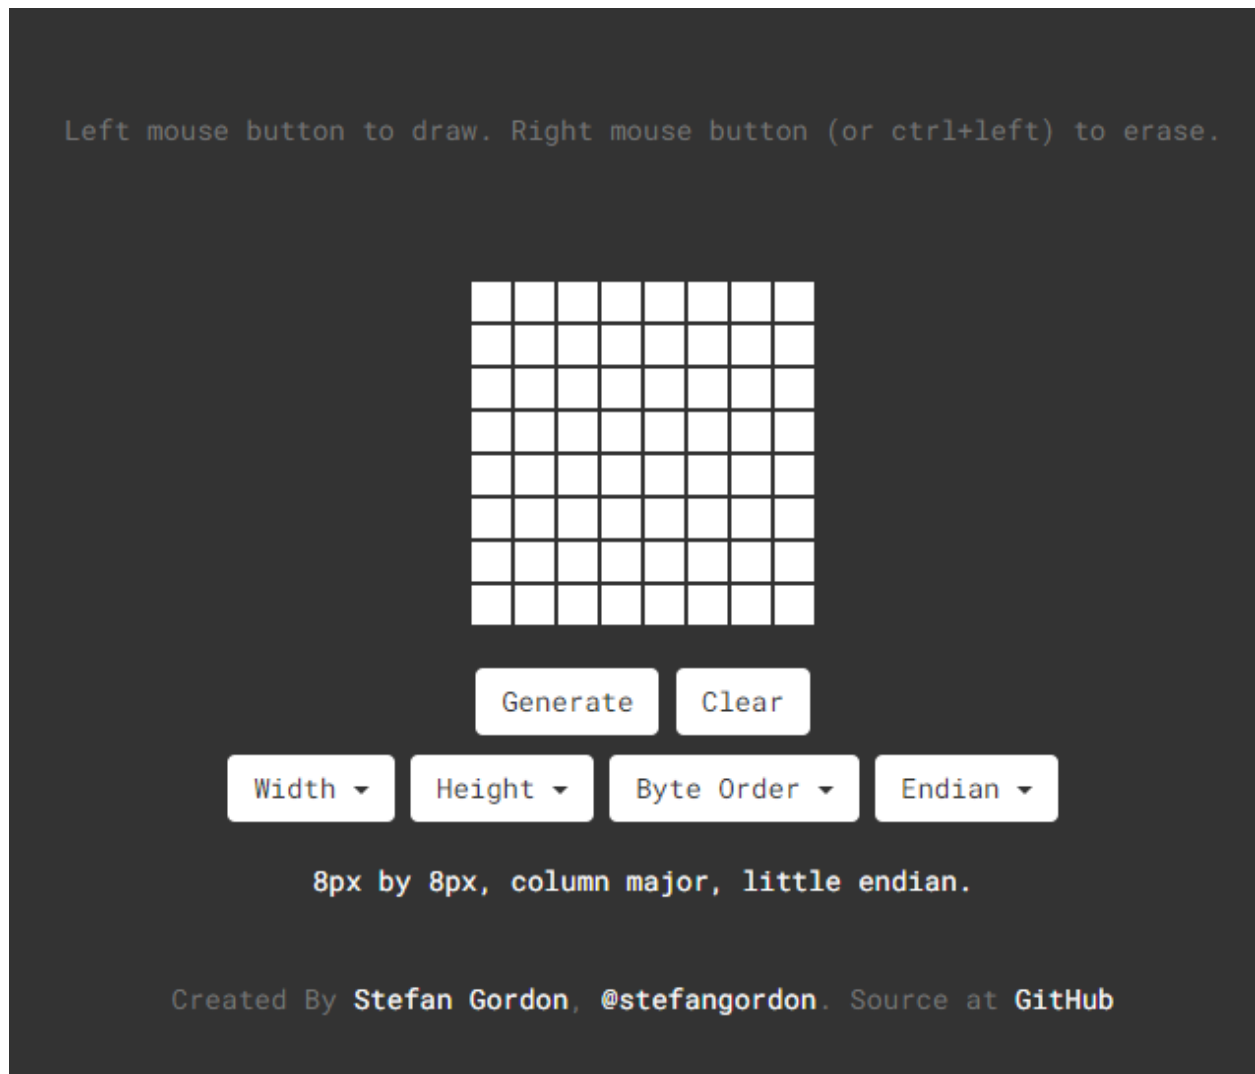 Left mouse button to draw. Right mouse button (or ctrl+left) to erase.
Generate Clear
Width Height Byte Order Endian
8px by 8px, column major, little endian.
Created By Stefan Gordon, @stefangordon. Source at GitHub